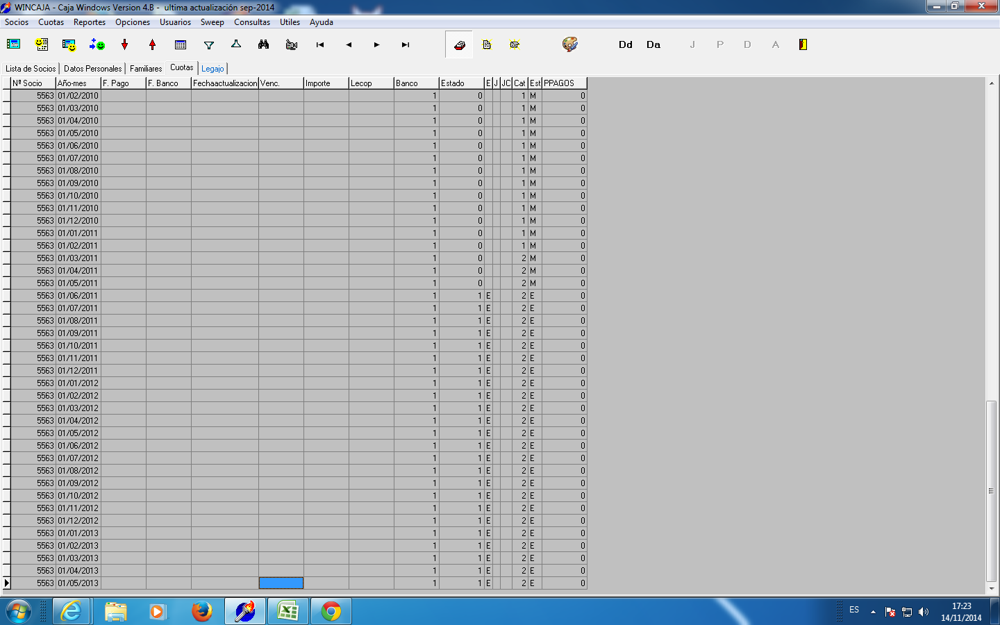 WINCAJA - Caja Windows Version 4.B - ultima actualización sep-2014
Socios Cuotas Reportes Opciones Usuarios Sweep Consultas Utiles Ayuda
Dd Da J P D A
Lista de Socios Datos Personales Familiares Cuotas Legajo
Nº Socio Año-mes F. Pago F. Banco Fechaactualizacion Venc. Importe Lecop Banco Estado E J JC Cat Est PPAGOS
5563 01/02/2010 1 0 1 M 0
5563 01/03/2010 1 0 1 M 0
5563 01/04/2010 1 0 1 M 0
5563 01/05/2010 1 0 1 M 0
5563 01/06/2010 1 0 1 M 0
5563 01/07/2010 1 0 1 M 0
5563 01/08/2010 1 0 1 M 0
5563 01/09/2010 1 0 1 M 0
5563 01/10/2010 1 0 1 M 0
5563 01/11/2010 1 0 1 M 0
5563 01/12/2010 1 0 1 M 0
5563 01/01/2011 1 0 1 M 0
5563 01/02/2011 1 0 1 M 0
5563 01/03/2011 1 0 2 M 0
5563 01/04/2011 1 0 2 M 0
5563 01/05/2011 1 0 2 M 0
5563 01/06/2011 1 1 E 2 E 0
5563 01/07/2011 1 1 E 2 E 0
5563 01/08/2011 1 1 E 2 E 0
5563 01/09/2011 1 1 E 2 E 0
5563 01/10/2011 1 1 E 2 E 0
5563 01/11/2011 1 1 E 2 E 0
5563 01/12/2011 1 1 E 2 E 0
5563 01/01/2012 1 1 E 2 E 0
5563 01/02/2012 1 1 E 2 E 0
5563 01/03/2012 1 1 E 2 E 0
5563 01/04/2012 1 1 E 2 E 0
5563 01/05/2012 1 1 E 2 E 0
5563 01/06/2012 1 1 E 2 E 0
5563 01/07/2012 1 1 E 2 E 0
5563 01/08/2012 1 1 E 2 E 0
5563 01/09/2012 1 1 E 2 E 0
5563 01/10/2012 1 1 E 2 E 0
5563 01/11/2012 1 1 E 2 E 0
5563 01/12/2012 1 1 E 2 E 0
5563 01/01/2013 1 1 E 2 E 0
5563 01/02/2013 1 1 E 2 E 0
5563 01/03/2013 1 1 E 2 E 0
5563 01/04/2013 1 1 E 2 E 0
5563 01/05/2013 1 1 E 2 E 0
ES 17:23
14/11/2014